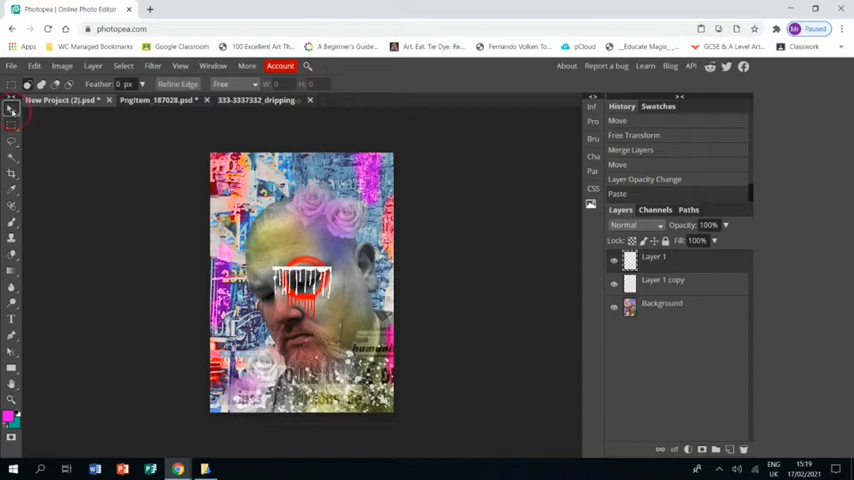 Photopea | Online Photo Editor
photopea.com
Paused
Apps
WC Managed Bookmarks
Google Classroom
100 Excellent Art Th...
A Beginner's Guide...
Art. Eat. Tie Dye. Re...
Fernando Volken To...
pCloud
__Educate Magis_-...
GCSE & A Level Art...
Classwork
File Edit Image Layer Select Filter View Window More Account
About Report a bug Learn Blog API
Feather: 0 px Refine Edge Free W: 0 H: 0
New Project (2).psd * PngItem_187028.psd * 333-3337332_dripping
Inf
Pro
Bru
Cha
Par
CSS
History Swatches
Move
Free Transform
Merge Layers
Move
Layer Opacity Change
Paste
Layers Channels Paths
Normal Opacity: 100%
Lock: Fill: 100%
Layer 1
Layer 1 copy
Background
ENG
UK
15:19
17/02/2021